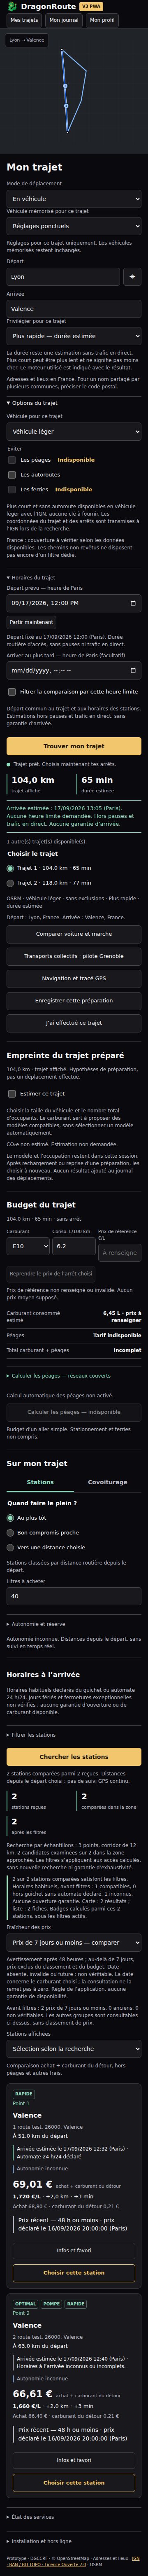 DragonRoute V3 PWA
Mes trajets
Mon journal
Mon profil
Lyon → Valence
Mon trajet
Mode de déplacement
En véhicule
Véhicule mémorisé pour ce trajet
Réglages ponctuels
Réglages pour ce trajet uniquement. Les véhicules mémorisés restent inchangés.
Départ
Lyon
Arrivée
Valence
Privilégier pour ce trajet
Plus rapide — durée estimée
La durée reste une estimation sans trafic en direct. Plus court peut être plus lent et ne signifie pas moins cher. Le moteur utilisé est indiqué avec le résultat.
Adresses et lieux en France. Pour un nom partagé par plusieurs communes, préciser le code postal.
▾ Options du trajet
Véhicule pour ce trajet
Véhicule léger
Éviter
Les péages Indisponible
Les autoroutes
Les ferries Indisponible
Plus court et autoroutes disponible en véhicule léger avec l'IGN, aucune clé à fournir. Les coordonnées du trajet et des arrêts sont transmises à l'IGN lors de la recherche.
France : couverture à vérifier selon les données disponibles. Les chemins non revêtus ne disposent pas encore d'un filtre dédié.
▾ Horaires du trajet
Départ prévu — heure de Paris
09/17/2026, 12:00 PM
Partir maintenant
Départ fixé au 17/09/2026 12:00 (Paris). Durée routière d'accès, sans pauses ni trafic en direct.
Arriver au plus tard — heure de Paris (facultatif)
mm/dd/yyyy, --:-- --
Filtrer la comparaison par cette heure limite
Départ commun au trajet et aux horaires des stations. Estimations hors pauses et trafic en direct, sans garantie d'arrivée.
Trouver mon trajet
Trajet prêt. Choisis maintenant tes arrêts.
104,0 km
trajet affiché
65 min
durée estimée
Arrivée estimée : 17/09/2026 13:05 (Paris). Aucune heure limite demandée. Hors pauses et trafic en direct. Aucune garantie d'arrivée.
1 autre(s) trajet(s) disponible(s).
Choisir le trajet
Trajet 1 · 104,0 km · 65 min
Trajet 2 · 118,0 km · 77 min
OSRM · véhicule léger · sans exclusions · Plus rapide · durée estimée
Départ : Lyon, France. Arrivée : Valence, France.
Comparer voiture et marche
Transports collectifs · pilote Grenoble
Navigation et tracé GPS
Enregistrer cette préparation
J'ai effectué ce trajet
Empreinte du trajet préparé
104,0 km · trajet affiché. Hypothèses de préparation, pas un déplacement effectué.
Estimer ce trajet
Choisir la taille du véhicule et le nombre total d'occupants. Le carburant sert à proposer des modèles compatibles, sans sélectionner un modèle automatiquement.
CO₂e non estimé. Estimation non demandée.
Le modèle et l'occupation restent dans cette session. Après rechargement ou reprise d'une préparation, les choix sont à nouveau nécessaires. Aucun résultat ajouté au journal des déplacements.
Budget du trajet
104,0 km · 65 min · sans arrêt
Carburant
Conso. L/100 km
Prix de référence €/L
E10
6.2
À renseigner
Reprendre le prix de l'arrêt choisi
Prix de référence non renseigné ou invalide. Aucun prix moyen supposé.
Carburant consommé estimé
6,45 L · prix à renseigner
Péages
Tarif indisponible
Total carburant + péages
Incomplet
▸ Calculer les péages — réseaux couverts
Calcul automatique des péages non activé.
Calculer les péages — indisponible
Budget d'un aller simple. Stationnement et ferries non compris.
Sur mon trajet
Stations
Covoiturage
Quand faire le plein ?
Au plus tôt
Bon compromis proche
Vers une distance choisie
Stations classées par distance routière depuis le départ.
Litres à acheter
40
▸ Autonomie et réserve
Autonomie inconnue. Distances depuis le départ, sans suivi en temps réel.
Horaires à l'arrivée
Horaires habituels déclarés du guichet ou automate 24 h/24. Jours fériés et fermetures exceptionnelles non vérifiés ; aucune garantie d'ouverture ou de carburant disponible.
▸ Filtrer les stations
Chercher les stations
2 stations comparées parmi 2 reçues. Distances depuis le départ choisi ; pas de suivi GPS continu.
2
stations reçues
2
comparées dans la zone
2
après les filtres
Recherche par échantillons : 3 points, corridor de 12 km, 2 candidates examinées sur 2 dans la zone avec prix. Les filtres s'appliquent aux accès calculés, sans nouvelle recherche ni garantie d'exhaustivité.
2 sur 2 stations comparées satisfont les filtres. Horaires habituels, avant filtres : 1 compatibles, 0 hors guichet sans automate déclaré, 1 inconnus. Aucune ouverture garantie. Carte : 2 résultats ; liste : 2 fiches. Badges calculés parmi ces 2 stations, sous les filtres actifs.
Fraîcheur des prix
Prix de 7 jours ou moins — comparer
Avertissement après 48 heures ; au-delà de 7 jours, prix exclu du classement et du budget. Date absente, invalide ou future : non vérifiable. La date concerne le carburant choisi ; la consultation ne la remet pas à zéro. Règle de l'application, aucune garantie de disponibilité.
Avant filtres : 2 prix de 7 jours ou moins, 0 anciens, 0 non vérifiables. Les autres groupes sont consultables ci-dessus, sans classement de prix.
Stations affichées
Sélection selon la recherche
Comparaison achat + carburant du détour, hors péages et autres frais.
RAPIDE
Point 1
Valence
1 route test, 26000, Valence
À 51,0 km du départ
Arrivée estimée le 17/09/2026 12:32 (Paris) · Automate 24 h/24 déclaré
Autonomie inconnue
69,01 € achat + carburant du détour
1,720 €/L · +2,0 km · +3 min
Achat 68,80 € · carburant du détour 0,21 €
Prix récent — 48 h ou moins · prix déclaré le 16/09/2026 20:00:00 (Paris)
Infos et favori
Choisir cette station
OPTIMAL POMPE RAPIDE
Point 2
Valence
2 route test, 26000, Valence
À 63,0 km du départ
Arrivée estimée le 17/09/2026 12:40 (Paris) · Horaires à l'arrivée inconnus ou incomplets.
Autonomie inconnue
66,61 € achat + carburant du détour
1,660 €/L · +2,0 km · +3 min
Achat 66,40 € · carburant du détour 0,21 €
Prix récent — 48 h ou moins · prix déclaré le 16/09/2026 20:00:00 (Paris)
Infos et favori
Choisir cette station
▸ État des services
▸ Installation et hors ligne
Prototype · DGCCRF · © OpenStreetMap · Adresses et lieux : IGN · BAN / BD TOPO · Licence Ouverte 2.0 · OSRM